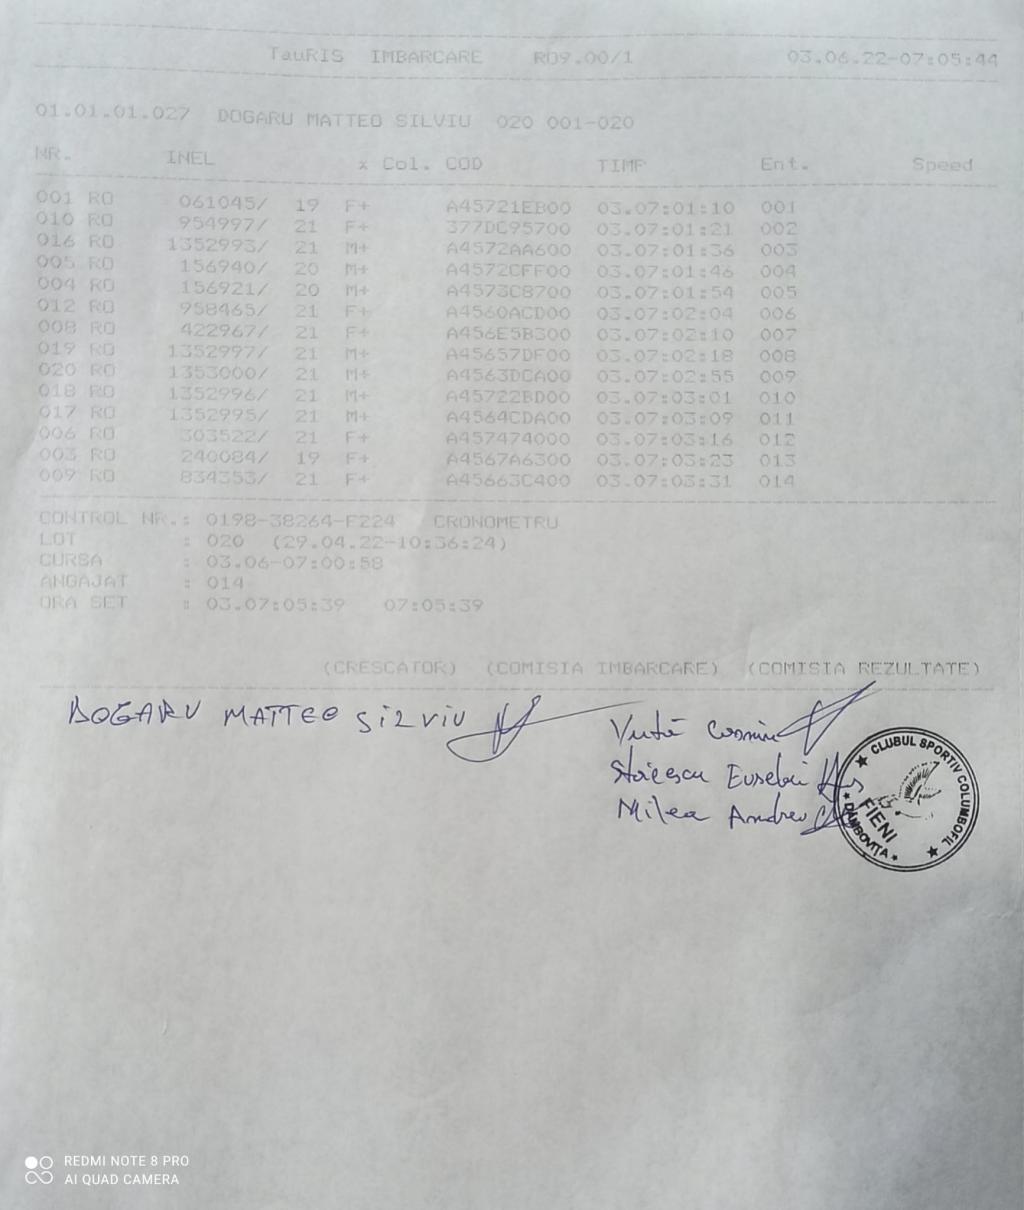 TauRIS IMBARCARE RO9.00/1 03.06.22-07:05:44
01.01.01.027 DOGARU MATTEO SILVIU 020 001-020
NR. INEL x Col. COD TIMP Ent. Speed
001 RO 061045/ 19 F+ A45721EB00 03.07:01:10 001
010 RO 954997/ 21 F+ 377DC95700 03.07:01:21 002
016 RO 1352993/ 21 M+ A4572AA600 03.07:01:36 003
005 RO 156940/ 20 M+ A4572CFF00 03.07:01:46 004
004 RO 156921/ 20 M+ A4573C8700 03.07:01:54 005
012 RO 958465/ 21 F+ A4560ACD00 03.07:02:04 006
008 RO 422967/ 21 F+ A456E5B300 03.07:02:10 007
019 RO 1352997/ 21 M+ A45657DF00 03.07:02:18 008
020 RO 1353000/ 21 M+ A4563DCA00 03.07:02:55 009
018 RO 1352996/ 21 M+ A45722BD00 03.07:03:01 010
017 RO 1352995/ 21 M+ A4564CDA00 03.07:03:09 011
006 RO 303522/ 21 F+ A457474000 03.07:03:16 012
003 RO 240084/ 19 F+ A4567A6300 03.07:03:23 013
009 RO 834353/ 21 F+ A45663C400 03.07:03:31 014
CONTROL NR.: 0198-38264-F224 CRONOMETRU
LOT : 020 (29.04.22-10:36:24)
CURSA : 03.06-07:00:58
ANGAJAT : 014
ORA SET : 03.07:05:39 07:05:39
(CRESCATOR) (COMISIA IMBARCARE) (COMISIA REZULTATE)
DOGARU MATTEO SILVIU
Vută Cosmin
Stoicescu Eusebiu
Milea Andrei
CLUBUL SPORTIV COLUMBOFIL
FIENI
DÂMBOVIȚA
REDMI NOTE 8 PRO
AI QUAD CAMERA